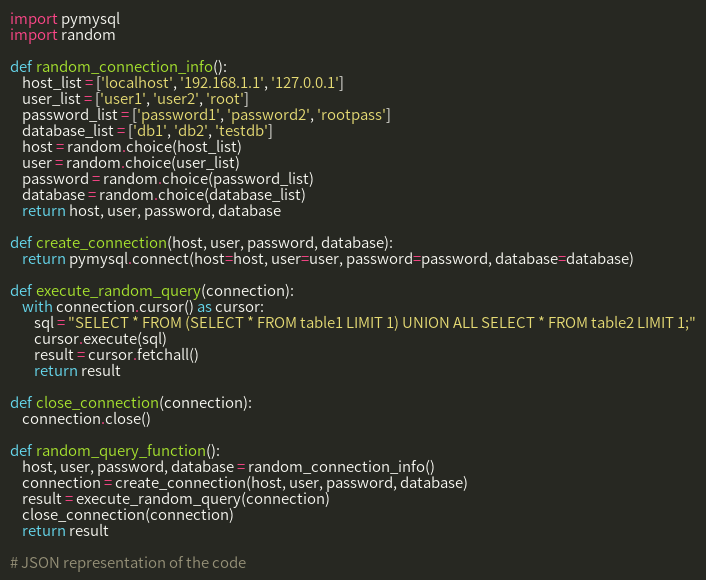 import pymysql
import random

def random_connection_info():
    host_list = ['localhost', '192.168.1.1', '127.0.0.1']
    user_list = ['user1', 'user2', 'root']
    password_list = ['password1', 'password2', 'rootpass']
    database_list = ['db1', 'db2', 'testdb']
    host = random.choice(host_list)
    user = random.choice(user_list)
    password = random.choice(password_list)
    database = random.choice(database_list)
    return host, user, password, database

def create_connection(host, user, password, database):
    return pymysql.connect(host=host, user=user, password=password, database=database)

def execute_random_query(connection):
    with connection.cursor() as cursor:
        sql = "SELECT * FROM (SELECT * FROM table1 LIMIT 1) UNION ALL SELECT * FROM table2 LIMIT 1;"
        cursor.execute(sql)
        result = cursor.fetchall()
        return result

def close_connection(connection):
    connection.close()

def random_query_function():
    host, user, password, database = random_connection_info()
    connection = create_connection(host, user, password, database)
    result = execute_random_query(connection)
    close_connection(connection)
    return result

# JSON representation of the code